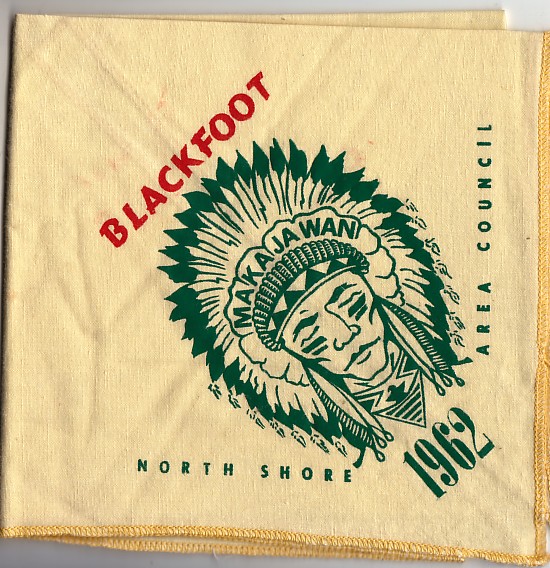 BLACKFOOT
MAKAJAWAN
NORTH SHORE
AREA COUNCIL
1962